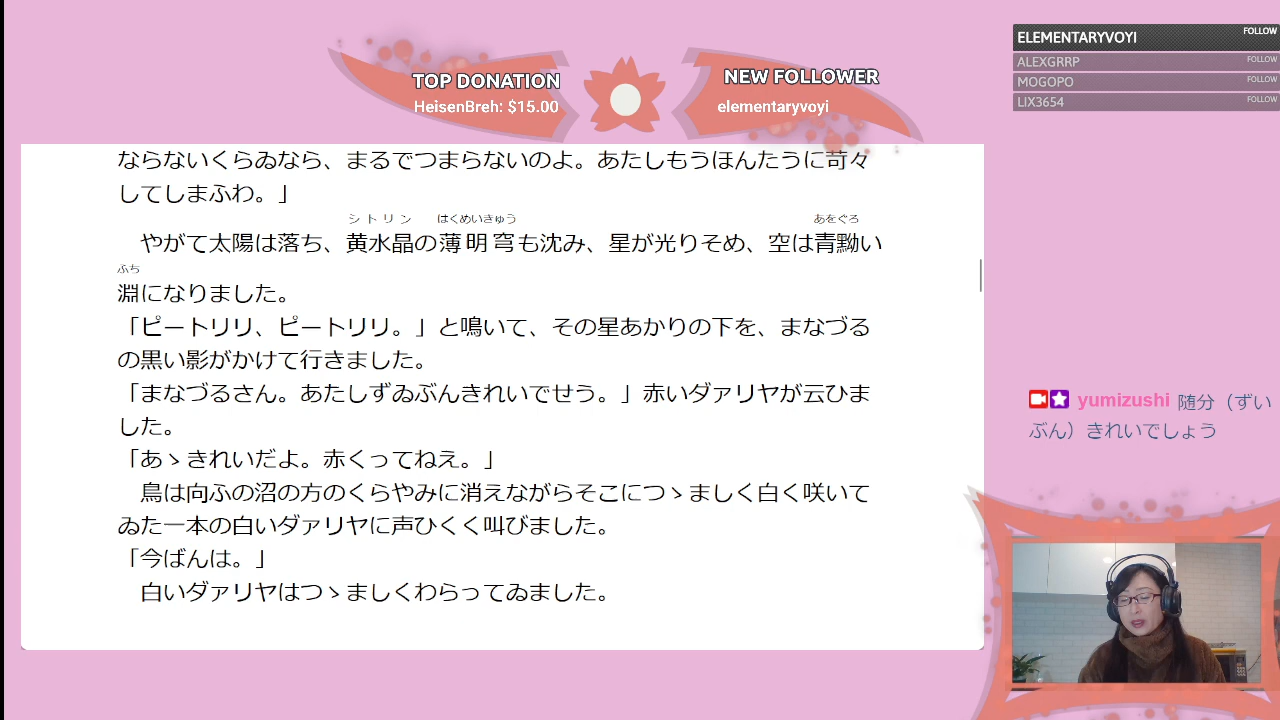 TOP DONATION
HeisenBreh: $15.00
NEW FOLLOWER
elementaryvoyi
ELEMENTARYVOYI FOLLOW
ALEXGRRP FOLLOW
MOGOPO FOLLOW
LIX3654 FOLLOW
ならないくらゐなら、まるでつまらないのよ。あたしもうほんたうに苛々
してしまふわ。」
シトリン はくめいきゅう あをぐろ
やがて太陽は落ち、黄水晶の薄明穹も沈み、星が光りそめ、空は青黝い
ふち
淵になりました。
「ピートリリ、ピートリリ。」と鳴いて、その星あかりの下を、まなづる
の黒い影がかけて行きました。
「まなづるさん。あたしずゐぶんきれいでせう。」赤いダァリヤが云ひま
した。
「あゝきれいだよ。赤くってねえ。」
鳥は向ふの沼の方のくらやみに消えながらそこにつゝましく白く咲いて
ゐた一本の白いダァリヤに声ひくく叫びました。
「今ばんは。」
白いダァリヤはつゝましくわらってゐました。
yumizushi 随分（ずい
ぶん）きれいでしょう